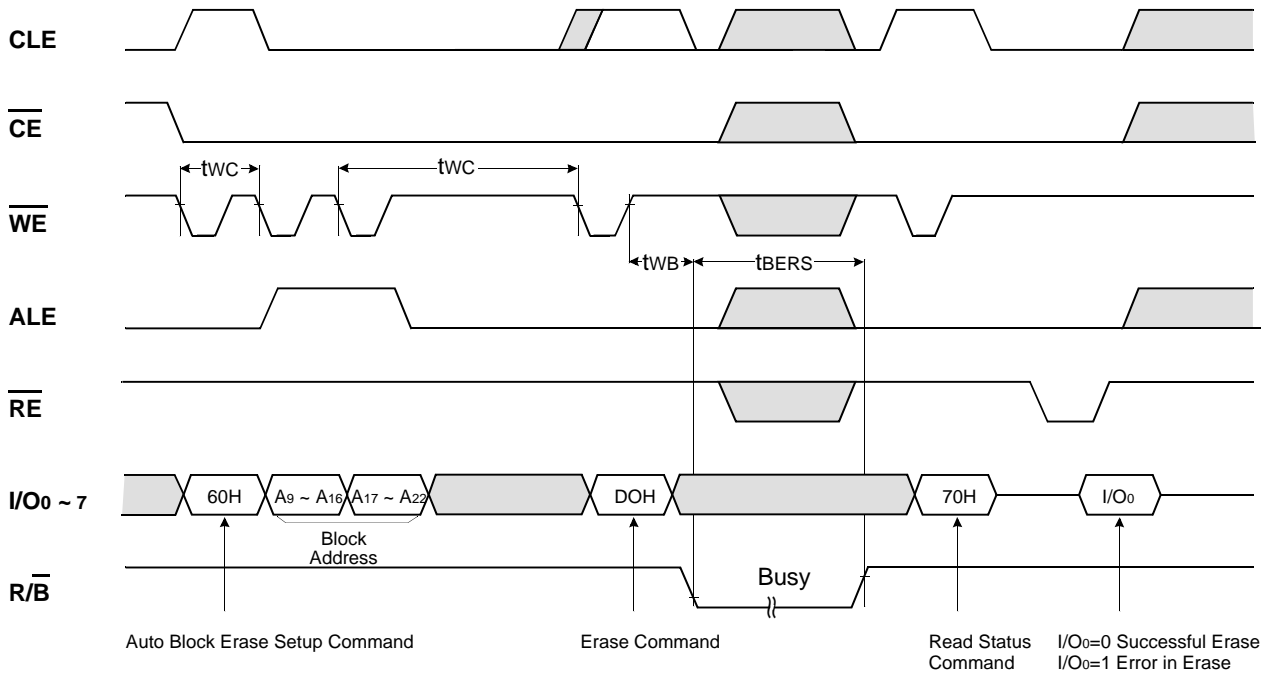 CLE
CE
tWC
tWC
WE
tWB
tBERS
ALE
RE
I/O0 ~ 7
60H
A9 ~ A16
A17 ~ A22
DOH
70H
I/O0
Block
Address
R/B
Busy
Auto Block Erase Setup Command
Erase Command
Read Status
Command
I/O0=0 Successful Erase
I/O0=1 Error in Erase